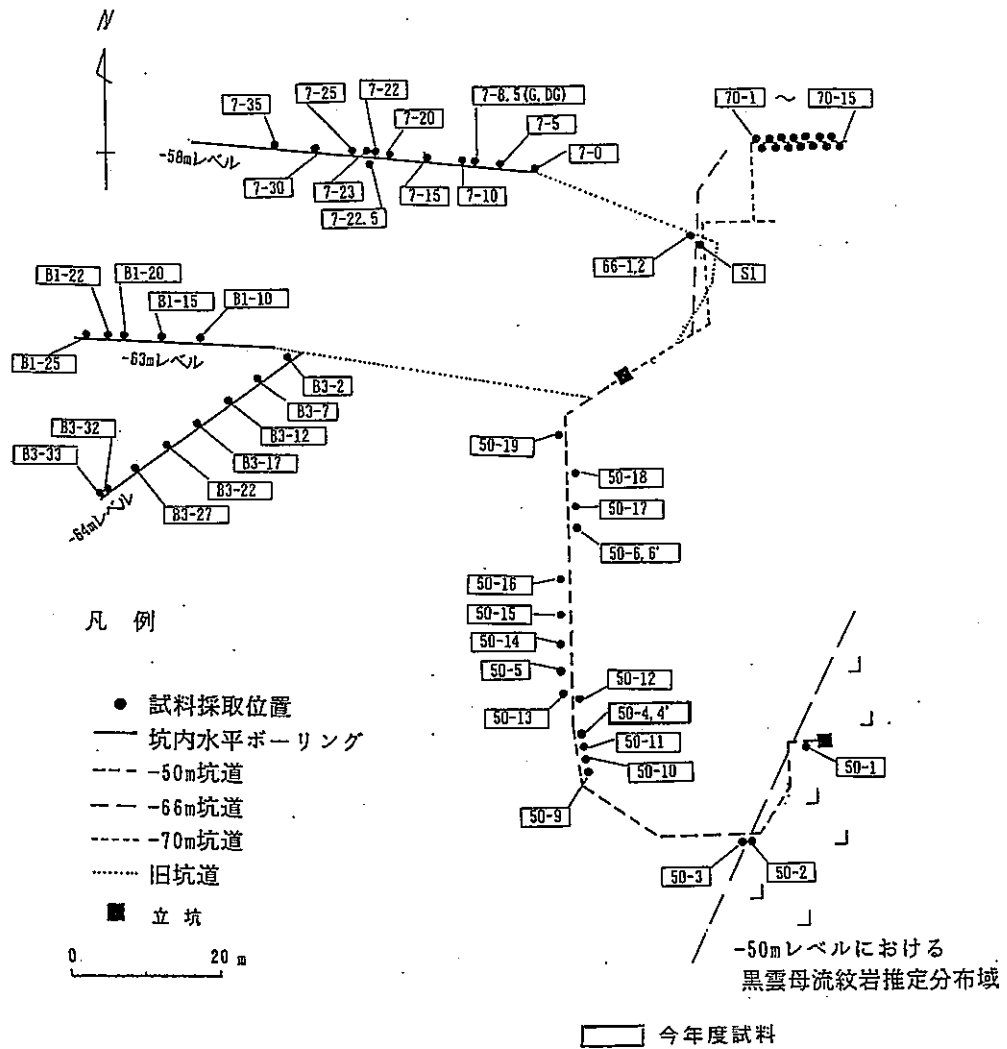 N
7-35
7-25
7-22
7-20
7-8.5(G, DG)
7-5
7-0
-58mレベル
7-30
7-23
7-22.5
7-15
7-10
70-1 ～ 70-15
66-1,2
S1
B1-22
B1-20
B1-15
B1-10
B1-25
-63mレベル
B3-2
B3-7
B3-12
B3-17
B3-22
B3-27
B3-32
B3-33
-64mレベル
50-19
50-18
50-17
50-6, 6'
50-16
50-15
50-14
50-5
50-13
50-12
50-4, 4'
50-11
50-10
50-9
50-1
50-3
50-2
凡 例
試料採取位置
坑内水平ボーリング
-50m坑道
-66m坑道
-70m坑道
旧坑道
立 坑
0 20 m
-50mレベルにおける
黒雲母流紋岩推定分布域
今年度試料